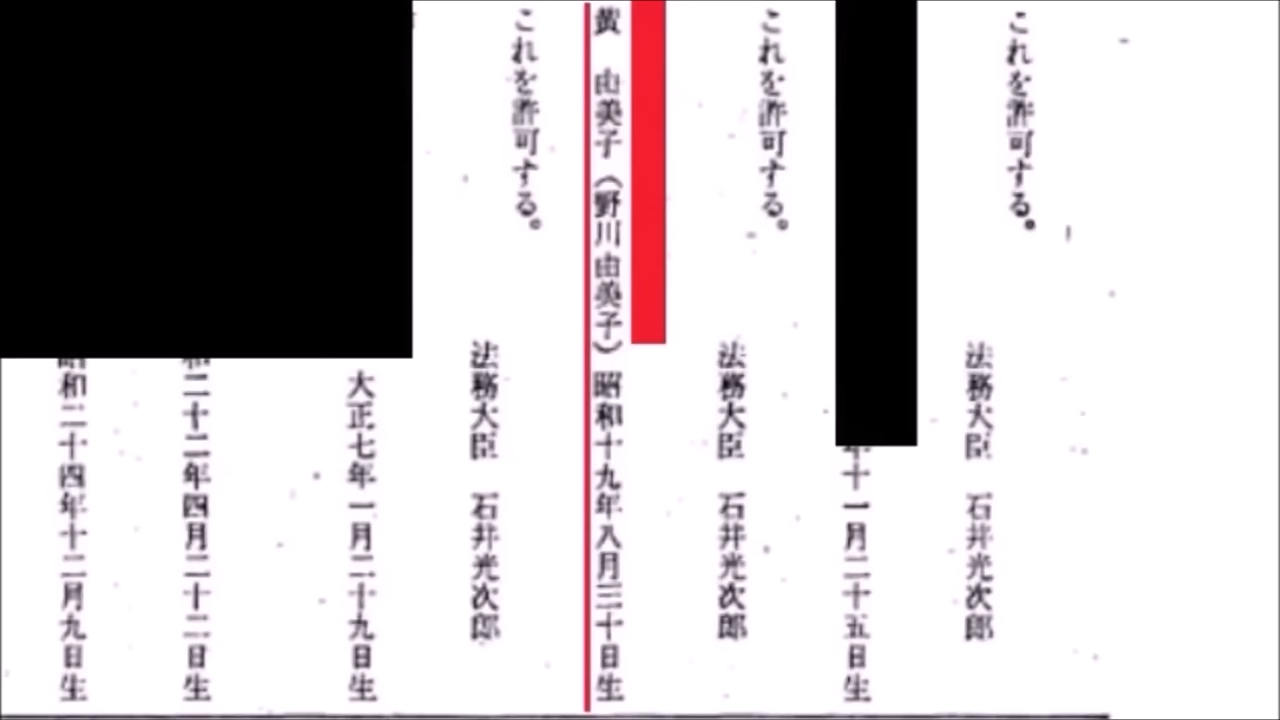 これを許可する。
法務大臣　石井光次郎
年十一月二十五日生
これを許可する。
法務大臣　石井光次郎
黄　由美子（野川由美子）昭和十九年八月三十日生
これを許可する。
法務大臣　石井光次郎
大正七年一月二十九日生
和二十二年四月二十二日生
昭和二十四年十二月九日生